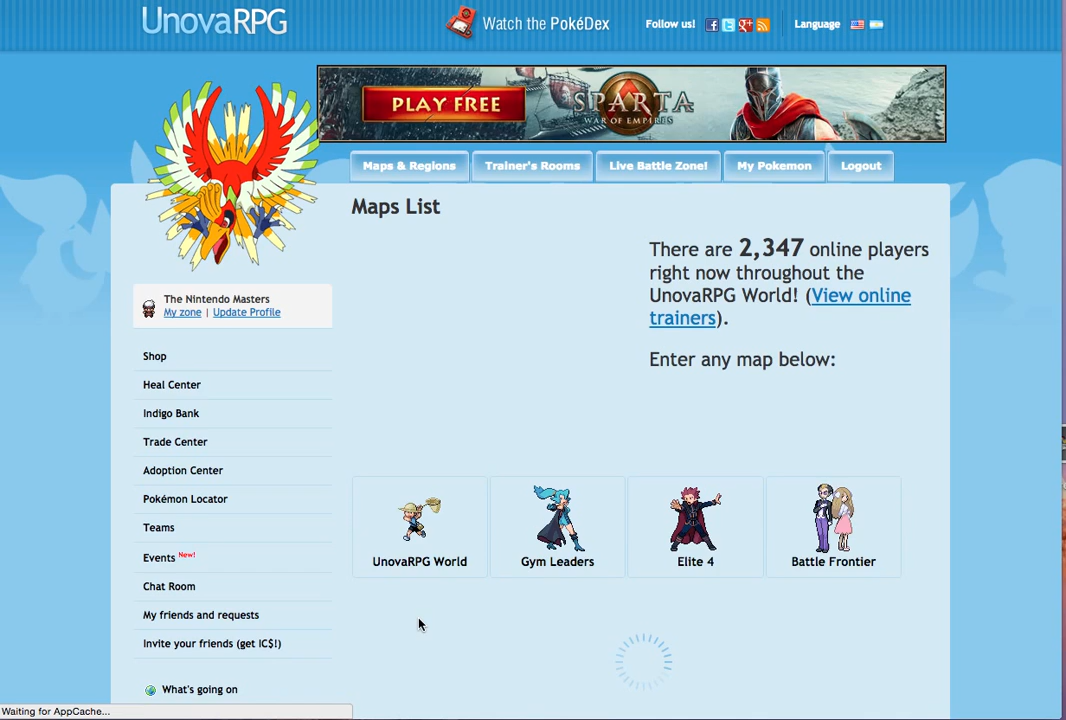 UnovaRPG
Watch the PokéDex
Follow us!
Language
PLAY FREE
SPARTA
WAR OF EMPIRES
Maps & Regions
Trainer's Rooms
Live Battle Zone!
My Pokemon
Logout
Maps List
There are 2,347 online players
right now throughout the
UnovaRPG World! (View online
trainers).
Enter any map below:
The Nintendo Masters
My zone | Update Profile
Shop
Heal Center
Indigo Bank
Trade Center
Adoption Center
Pokémon Locator
Teams
Events New!
Chat Room
My friends and requests
Invite your friends (get IC$!)
What's going on
UnovaRPG World
Gym Leaders
Elite 4
Battle Frontier
Waiting for AppCache...